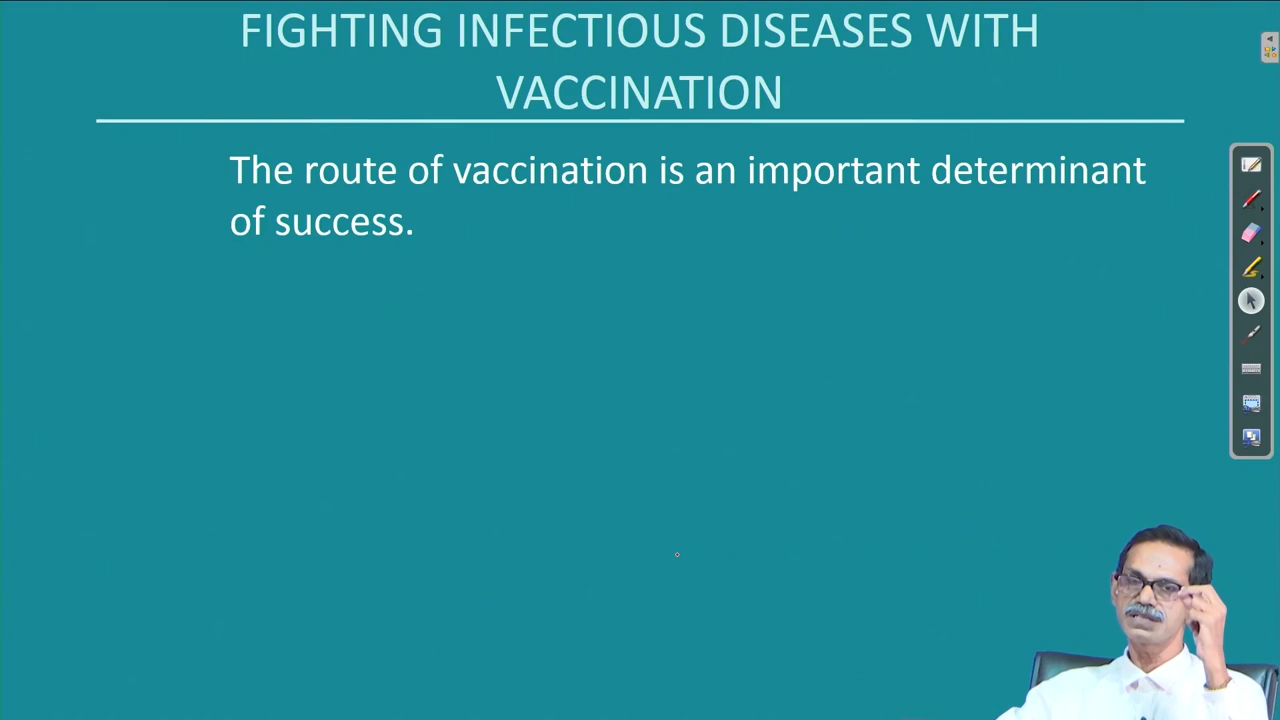 FIGHTING INFECTIOUS DISEASES WITH
VACCINATION
The route of vaccination is an important determinant
of success.